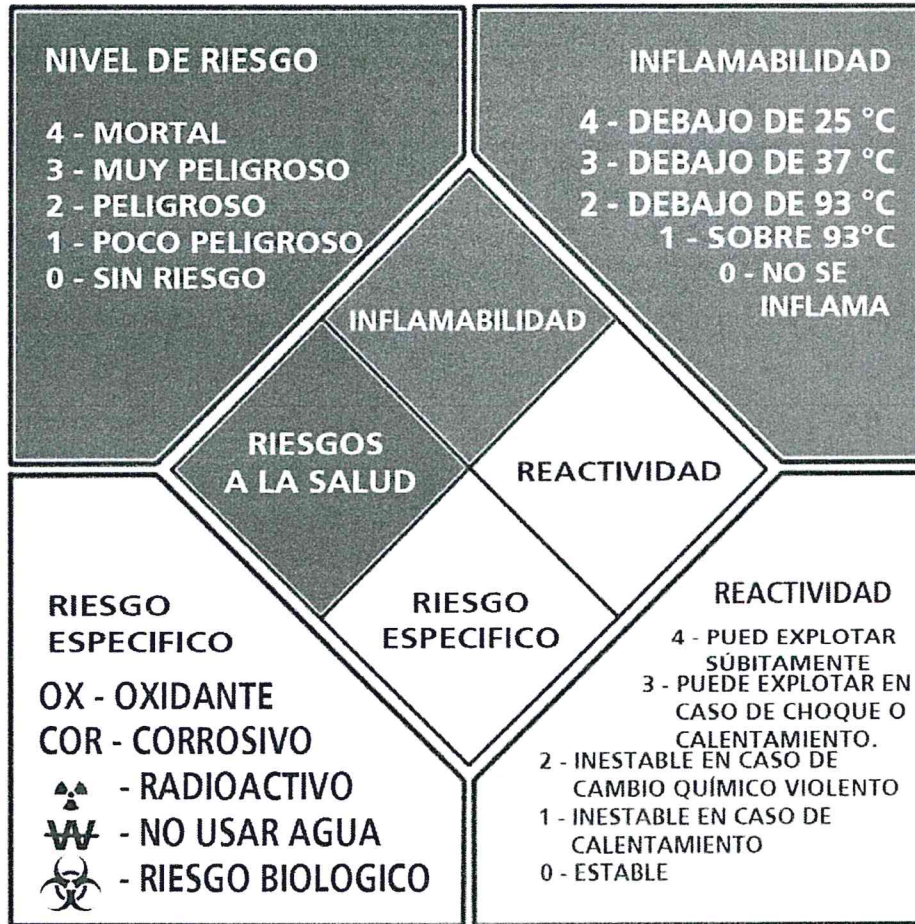 NIVEL DE RIESGO
4 - MORTAL
3 - MUY PELIGROSO
2 - PELIGROSO
1 - POCO PELIGROSO
0 - SIN RIESGO
INFLAMABILIDAD
4 - DEBAJO DE 25 °C
3 - DEBAJO DE 37 °C
2 - DEBAJO DE 93 °C
1 - SOBRE 93°C
0 - NO SE
INFLAMA
INFLAMABILIDAD
RIESGOS
A LA SALUD
REACTIVIDAD
RIESGO
ESPECIFICO
RIESGO
ESPECIFICO
OX - OXIDANTE
COR - CORROSIVO
- RADIOACTIVO
W - NO USAR AGUA
- RIESGO BIOLOGICO
REACTIVIDAD
4 - PUED EXPLOTAR
SÚBITAMENTE
3 - PUEDE EXPLOTAR EN
CASO DE CHOQUE O
CALENTAMIENTO.
2 - INESTABLE EN CASO DE
CAMBIO QUÍMICO VIOLENTO
1 - INESTABLE EN CASO DE
CALENTAMIENTO
0 - ESTABLE